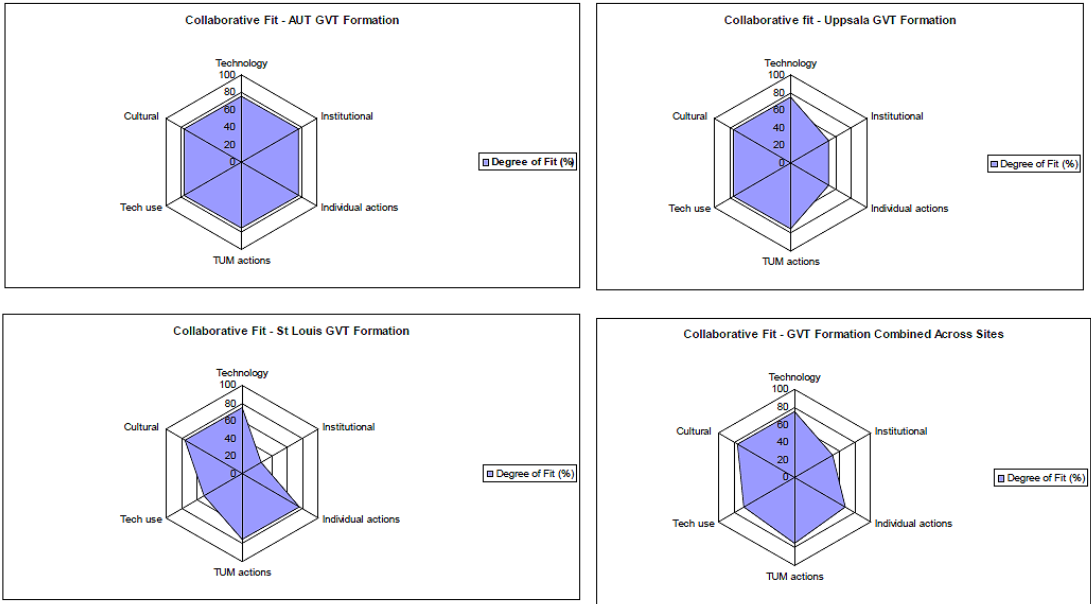 Collaborative Fit - AUT GVT Formation
Technology
100
80
60
40
20
0
Cultural
Institutional
Tech use
Individual actions
TUM actions
Degree of Fit (%)
Collaborative fit - Uppsala GVT Formation
Technology
100
80
60
40
20
0
Cultural
Institutional
Tech use
Individual actions
TUM actions
Degree of Fit (%)
Collaborative Fit - St Louis GVT Formation
Technology
100
80
60
40
20
0
Cultural
Institutional
Tech use
Individual actions
TUM actions
Degree of Fit (%)
Collaborative Fit - GVT Formation Combined Across Sites
Technology
100
80
60
40
20
0
Cultural
Institutional
Tech use
Individual actions
TUM actions
Degree of Fit (%)